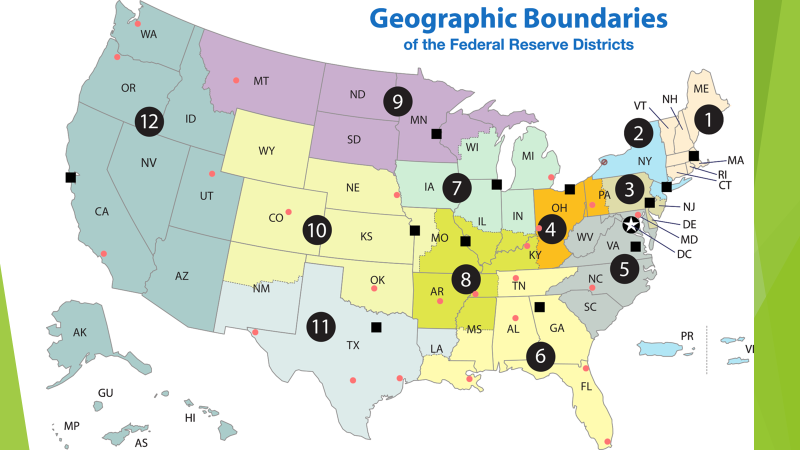 Geographic Boundaries
of the Federal Reserve Districts
WA
MT
ND
9
MN
ME
OR
ID
12
VT
NH
1
2
SD
WI
MI
NY
MA
RI
CT
WY
NV
UT
NE
IA
7
PA
3
NJ
DE
MD
DC
CA
CO
10
KS
MO
IL
IN
OH
4
WV
VA
KY
5
AZ
NM
OK
AR
8
TN
NC
SC
AK
11
TX
LA
MS
AL
GA
6
FL
PR
VI
GU
HI
MP
AS